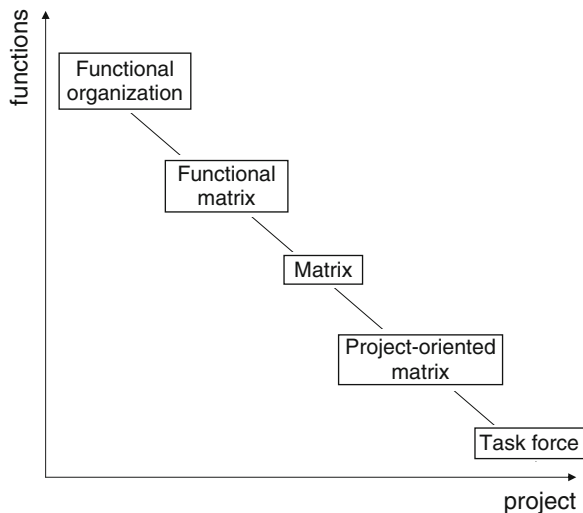 functions
Functional
organization
Functional
matrix
Matrix
Project-oriented
matrix
Task force
project